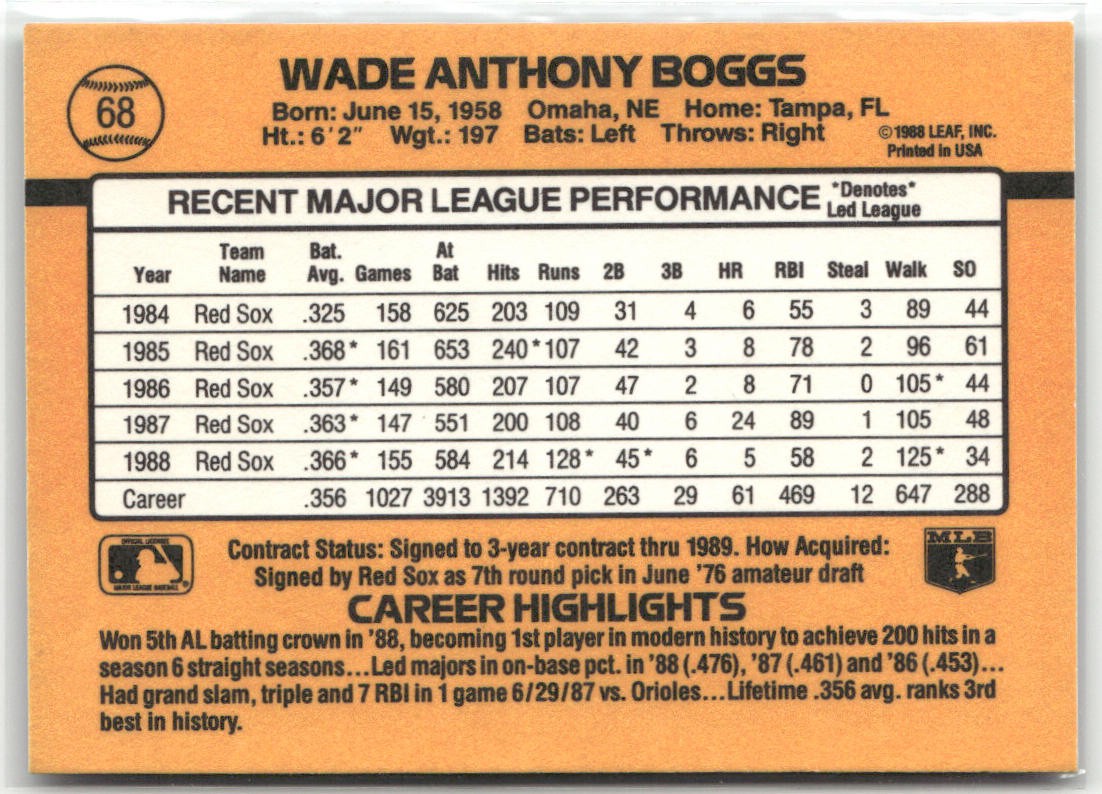 68
WADE ANTHONY BOGGS
Born: June 15, 1958 Omaha, NE Home: Tampa, FL
Ht.: 6'2" Wgt.: 197 Bats: Left Throws: Right
©1988 LEAF, INC.
Printed in USA
RECENT MAJOR LEAGUE PERFORMANCE *Denotes*
Led League
Year Team Name Bat. Avg. Games At Bat Hits Runs 2B 3B HR RBI Steal Walk SO
1984 Red Sox .325 158 625 203 109 31 4 6 55 3 89 44
1985 Red Sox .368* 161 653 240* 107 42 3 8 78 2 96 61
1986 Red Sox .357* 149 580 207 107 47 2 8 71 0 105* 44
1987 Red Sox .363* 147 551 200 108 40 6 24 89 1 105 48
1988 Red Sox .366* 155 584 214 128* 45* 6 5 58 2 125* 34
Career .356 1027 3913 1392 710 263 29 61 469 12 647 288
OFFICIAL LICENSEE
MAJOR LEAGUE BASEBALL
Contract Status: Signed to 3-year contract thru 1989. How Acquired:
Signed by Red Sox as 7th round pick in June '76 amateur draft
MLB
CAREER HIGHLIGHTS
Won 5th AL batting crown in '88, becoming 1st player in modern history to achieve 200 hits in a
season 6 straight seasons...Led majors in on-base pct. in '88 (.476), '87 (.461) and '86 (.453)...
Had grand slam, triple and 7 RBI in 1 game 6/29/87 vs. Orioles...Lifetime .356 avg. ranks 3rd
best in history.